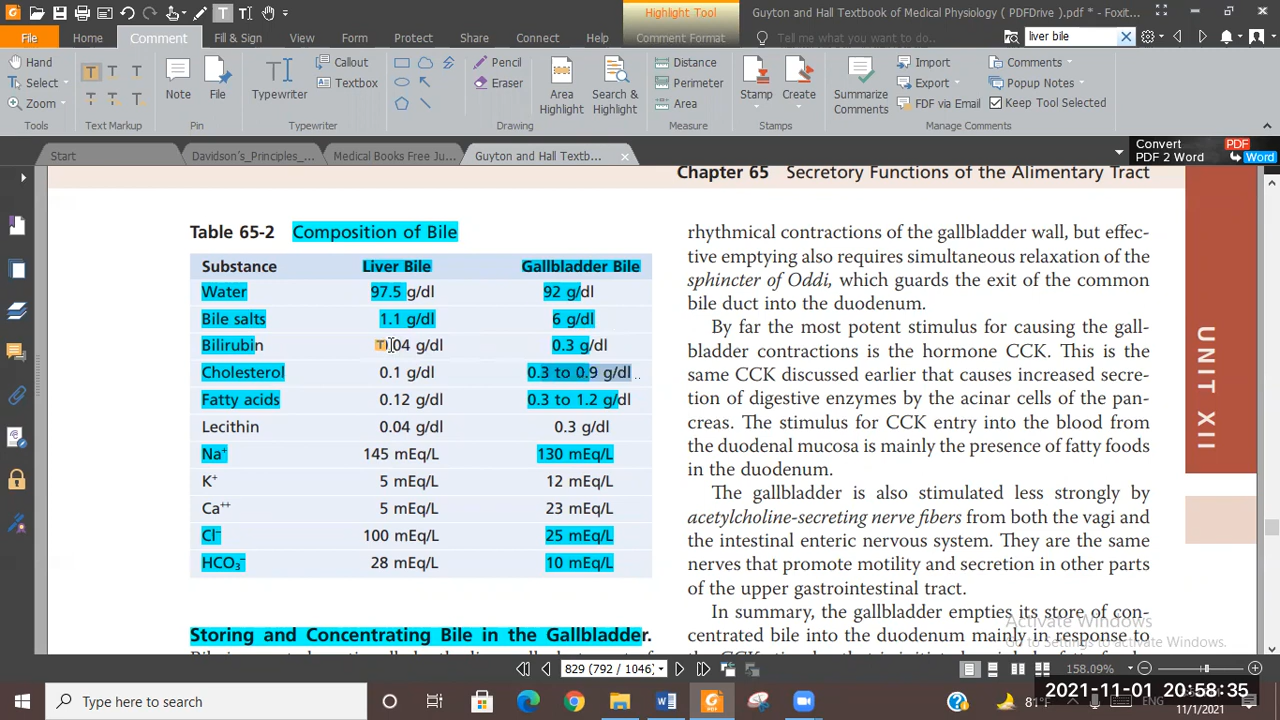 Highlight Tool
Guyton and Hall Textbook of Medical Physiology ( PDFDrive ).pdf * - Foxit...
File Home Comment Fill & Sign View Form Protect Share Connect Help Comment Format Tell me what you want to do... liver bile
Hand
Select
Zoom
Tools
Text Markup
Note
File
Pin
Typewriter
Callout
Textbox
Typewriter
Pencil
Eraser
Area Highlight
Search & Highlight
Drawing
Distance
Perimeter
Area
Measure
Stamp
Create
Stamps
Summarize Comments
Import
Export
FDF via Email
Comments
Popup Notes
Keep Tool Selected
Manage Comments
Start Davidson's_Principles_... Medical Books Free Ju... Guyton and Hall Textb...
Convert PDF
PDF 2 Word Word
Chapter 65 Secretory Functions of the Alimentary Tract
Table 65-2 Composition of Bile
Substance Liver Bile Gallbladder Bile
Water 97.5 g/dl 92 g/dl
Bile salts 1.1 g/dl 6 g/dl
Bilirubin 04 g/dl 0.3 g/dl
Cholesterol 0.1 g/dl 0.3 to 0.9 g/dl
Fatty acids 0.12 g/dl 0.3 to 1.2 g/dl
Lecithin 0.04 g/dl 0.3 g/dl
Na⁺ 145 mEq/L 130 mEq/L
K⁺ 5 mEq/L 12 mEq/L
Ca⁺⁺ 5 mEq/L 23 mEq/L
Cl⁻ 100 mEq/L 25 mEq/L
HCO₃⁻ 28 mEq/L 10 mEq/L
Storing and Concentrating Bile in the Gallbladder.
rhythmical contractions of the gallbladder wall, but effec-
tive emptying also requires simultaneous relaxation of the
sphincter of Oddi, which guards the exit of the common
bile duct into the duodenum.
By far the most potent stimulus for causing the gall-
bladder contractions is the hormone CCK. This is the
same CCK discussed earlier that causes increased secre-
tion of digestive enzymes by the acinar cells of the pan-
creas. The stimulus for CCK entry into the blood from
the duodenal mucosa is mainly the presence of fatty foods
in the duodenum.
The gallbladder is also stimulated less strongly by
acetylcholine-secreting nerve fibers from both the vagi and
the intestinal enteric nervous system. They are the same
nerves that promote motility and secretion in other parts
of the upper gastrointestinal tract.
In summary, the gallbladder empties its store of con-
centrated bile into the duodenum mainly in response to
UNIT XII
Activate Windows
Go to Settings to activate Windows.
829 (792 / 1046)
158.09%
Type here to search
81°
ENG
2021-11-01 20:58:35
11/1/2021